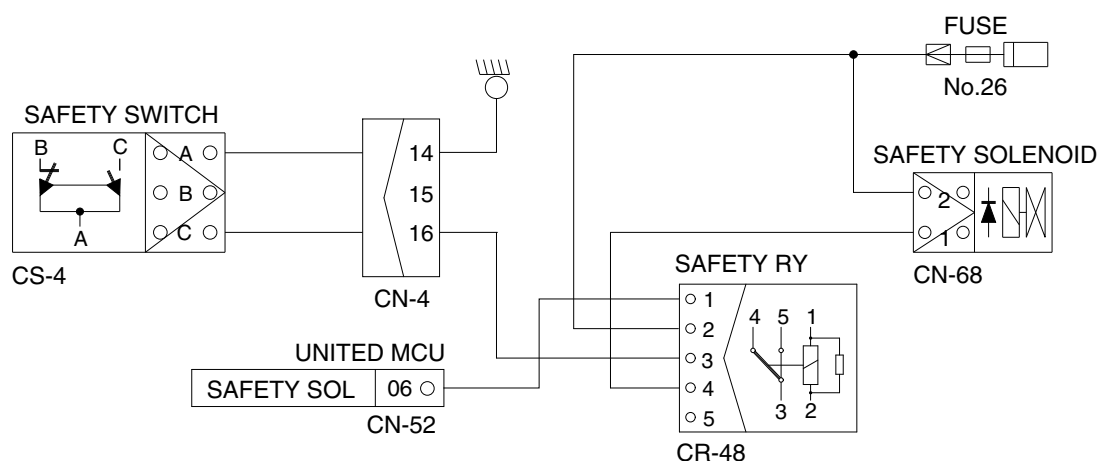 FUSE
No.26
SAFETY SWITCH
B C
A
A
B
C
CS-4
14
15
16
CN-4
SAFETY SOLENOID
2
1
CN-68
SAFETY RY
1
2
3
4
5
4 5 1
3 2
CR-48
UNITED MCU
SAFETY SOL 06
CN-52